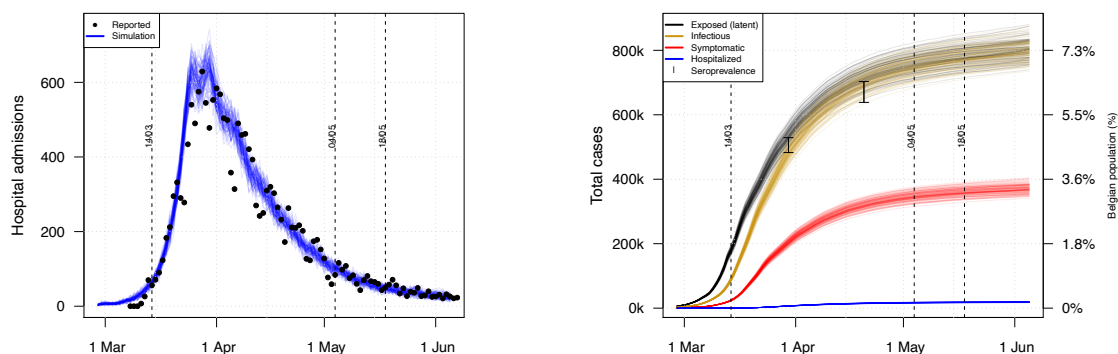 Reported
Simulation
Hospital admissions
600
400
200
0
14/03
04/05
18/05
1 Mar
1 Apr
1 May
1 Jun
Exposed (latent)
Infectious
Symptomatic
Hospitalized
Seroprevalence
Total cases
800k
600k
400k
200k
0k
14/03
04/05
18/05
7.3%
5.5%
3.6%
1.8%
0%
Belgian population (%)
1 Mar
1 Apr
1 May
1 Jun